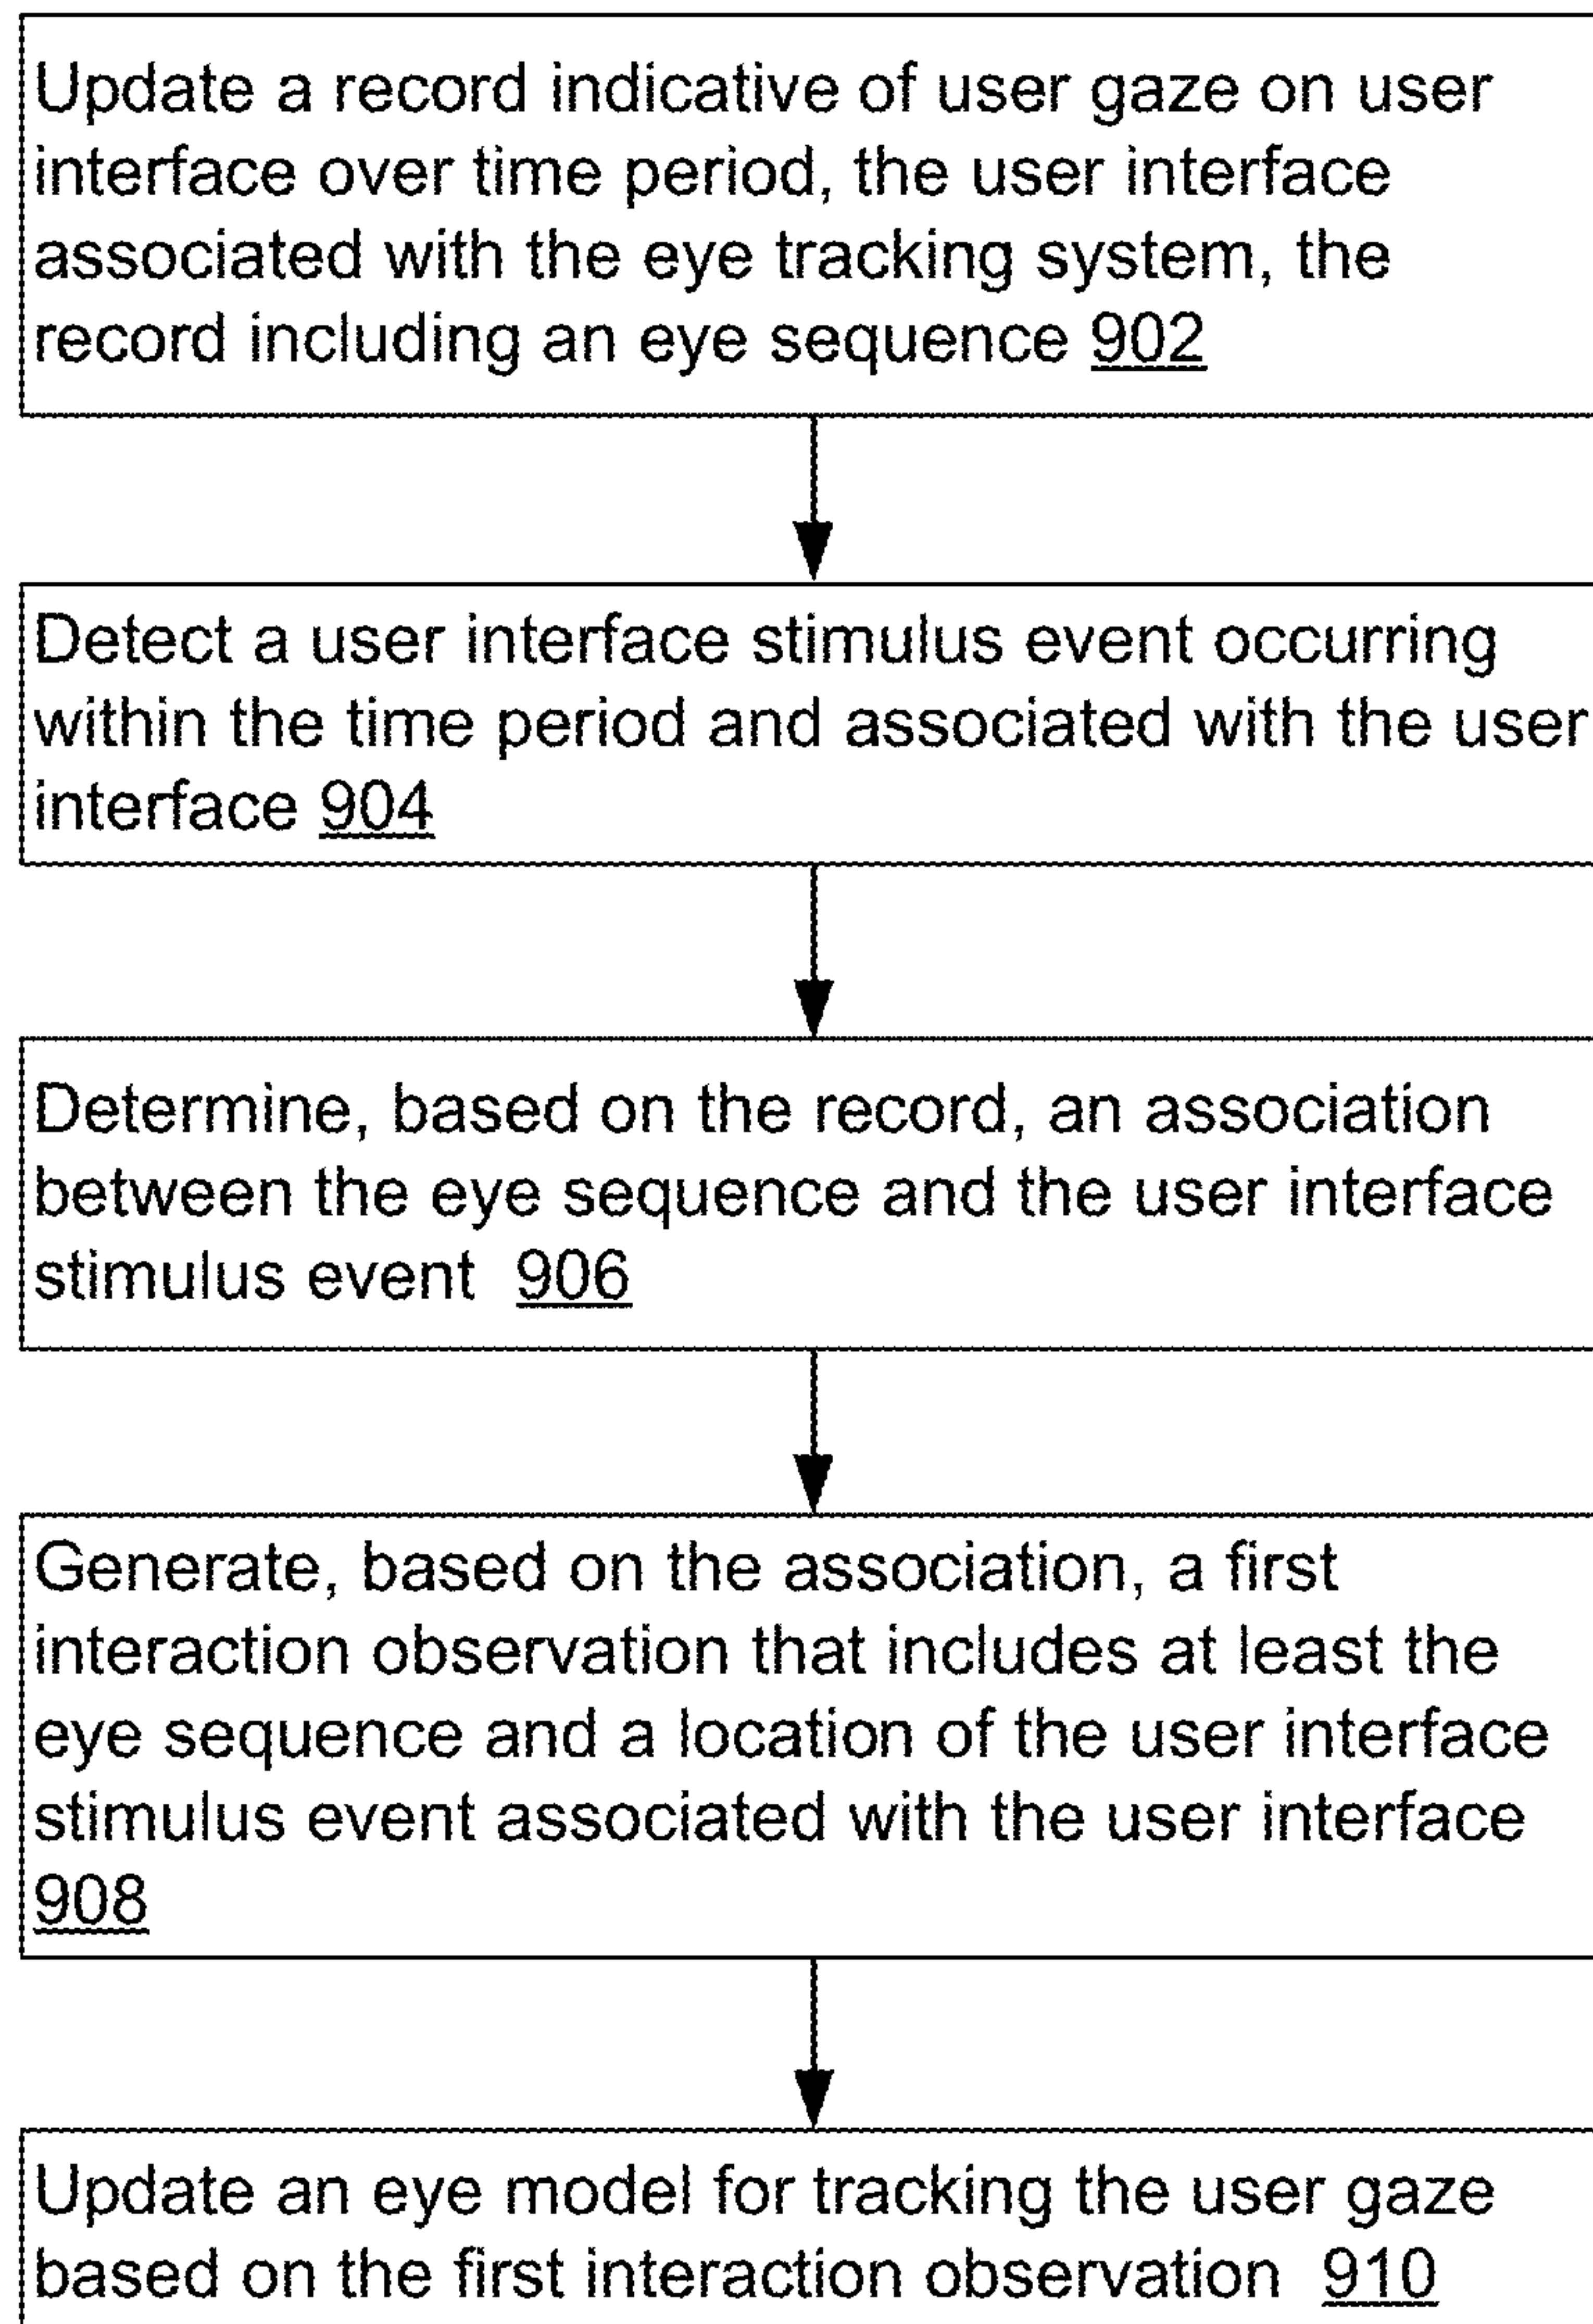 Update a record indicative of user gaze on user
interface over time period, the user interface
associated with the eye tracking system, the
record including an eye sequence 902
Detect a user interface stimulus event occurring
within the time period and associated with the user
interface 904
Determine, based on the record, an association
between the eye sequence and the user interface
stimulus event 906
Generate, based on the association, a first
interaction observation that includes at least the
eye sequence and a location of the user interface
stimulus event associated with the user interface
908
Update an eye model for tracking the user gaze
based on the first interaction observation 910